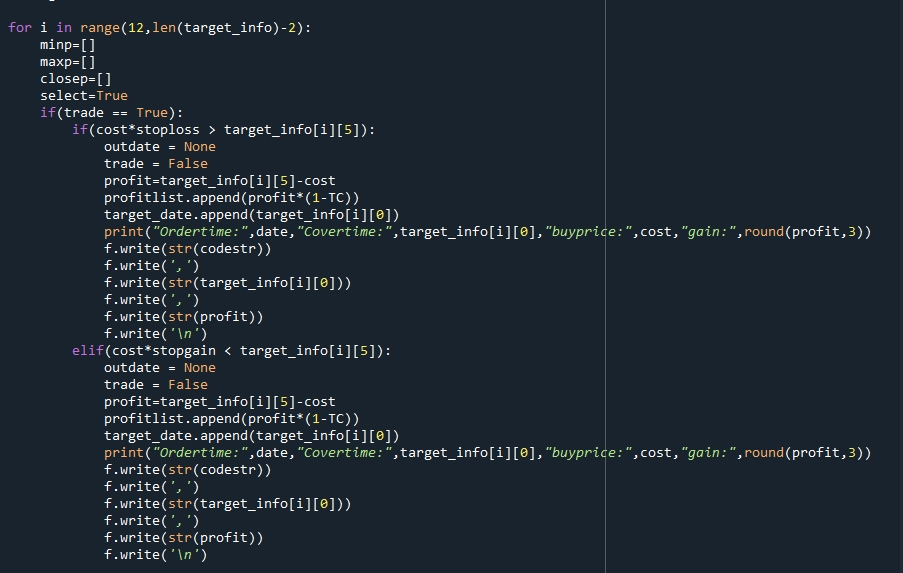 for i in range(12,len(target_info)-2):
    minp=[]
    maxp=[]
    closep=[]
    select=True
    if(trade == True):
        if(cost*stoploss > target_info[i][5]):
            outdate = None
            trade = False
            profit=target_info[i][5]-cost
            profitlist.append(profit*(1-TC))
            target_date.append(target_info[i][0])
            print("Ordertime:",date,"Covertime:",target_info[i][0],"buyprice:",cost,"gain:",round(profit,3))
            f.write(str(codestr))
            f.write(',')
            f.write(str(target_info[i][0]))
            f.write(',')
            f.write(str(profit))
            f.write('\n')
        elif(cost*stopgain < target_info[i][5]):
            outdate = None
            trade = False
            profit=target_info[i][5]-cost
            profitlist.append(profit*(1-TC))
            target_date.append(target_info[i][0])
            print("Ordertime:",date,"Covertime:",target_info[i][0],"buyprice:",cost,"gain:",round(profit,3))
            f.write(str(codestr))
            f.write(',')
            f.write(str(target_info[i][0]))
            f.write(',')
            f.write(str(profit))
            f.write('\n')